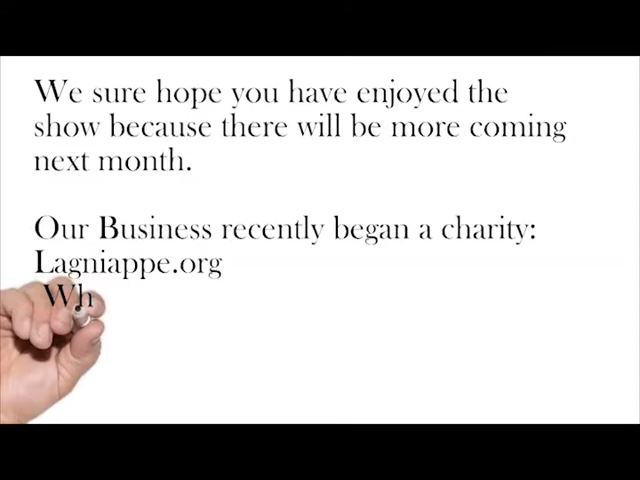 We sure hope you have enjoyed the
show because there will be more coming
next month.
Our Business recently began a charity:
Lagniappe.org
Wh